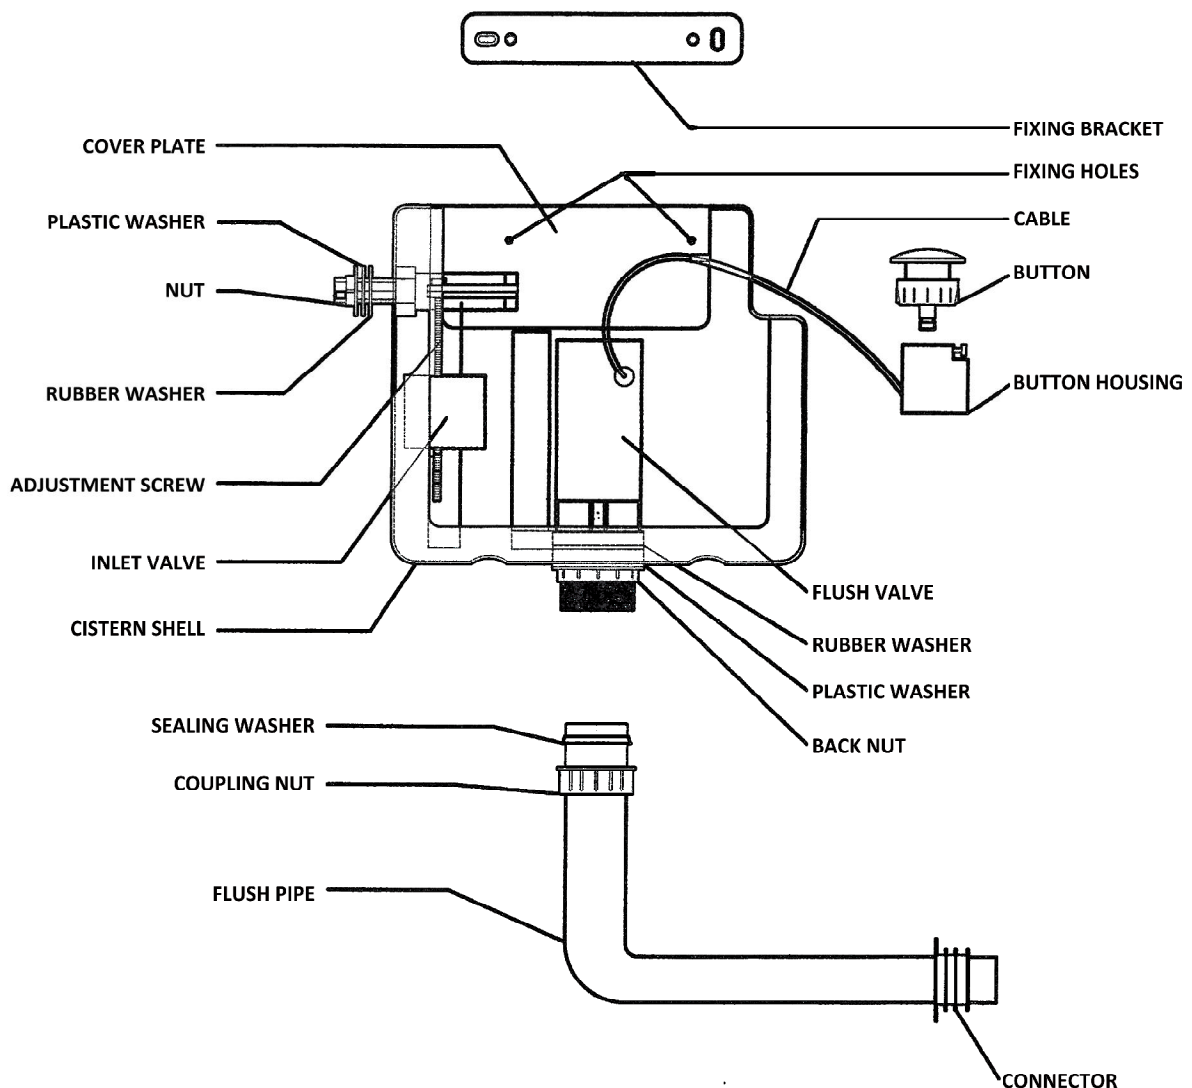 FIXING BRACKET
COVER PLATE
FIXING HOLES
PLASTIC WASHER
CABLE
BUTTON
NUT
BUTTON HOUSING
RUBBER WASHER
ADJUSTMENT SCREW
INLET VALVE
FLUSH VALVE
CISTERN SHELL
RUBBER WASHER
PLASTIC WASHER
SEALING WASHER
BACK NUT
COUPLING NUT
FLUSH PIPE
CONNECTOR